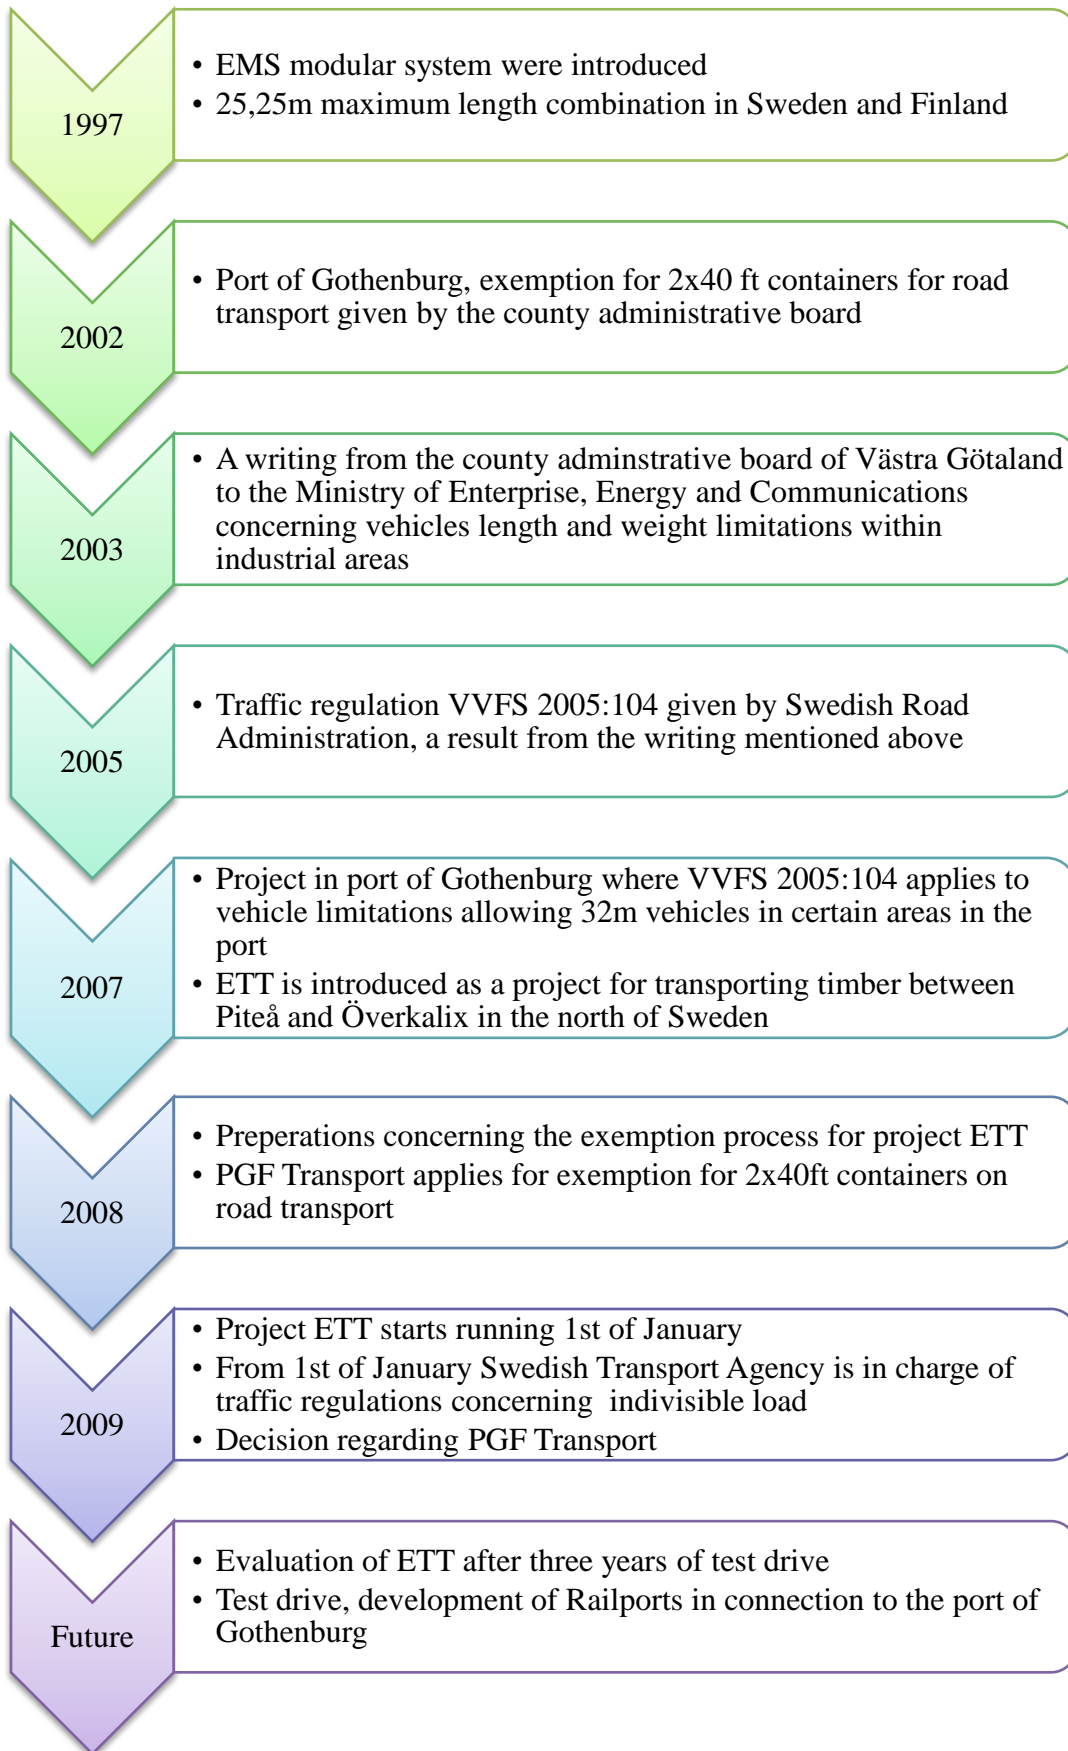 1997
• EMS modular system were introduced
• 25,25m maximum length combination in Sweden and Finland
2002
• Port of Gothenburg, exemption for 2x40 ft containers for road
transport given by the county administrative board
2003
• A writing from the county adminstrative board of Västra Götaland
to the Ministry of Enterprise, Energy and Communications
concerning vehicles length and weight limitations within
industrial areas
2005
• Traffic regulation VVFS 2005:104 given by Swedish Road
Administration, a result from the writing mentioned above
2007
• Project in port of Gothenburg where VVFS 2005:104 applies to
vehicle limitations allowing 32m vehicles in certain areas in the
port
• ETT is introduced as a project for transporting timber between
Piteå and Överkalix in the north of Sweden
2008
• Preperations concerning the exemption process for project ETT
• PGF Transport applies for exemption for 2x40ft containers on
road transport
2009
• Project ETT starts running 1st of January
• From 1st of January Swedish Transport Agency is in charge of
traffic regulations concerning  indivisible load
• Decision regarding PGF Transport
Future
• Evaluation of ETT after three years of test drive
• Test drive, development of Railports in connection to the port of
Gothenburg